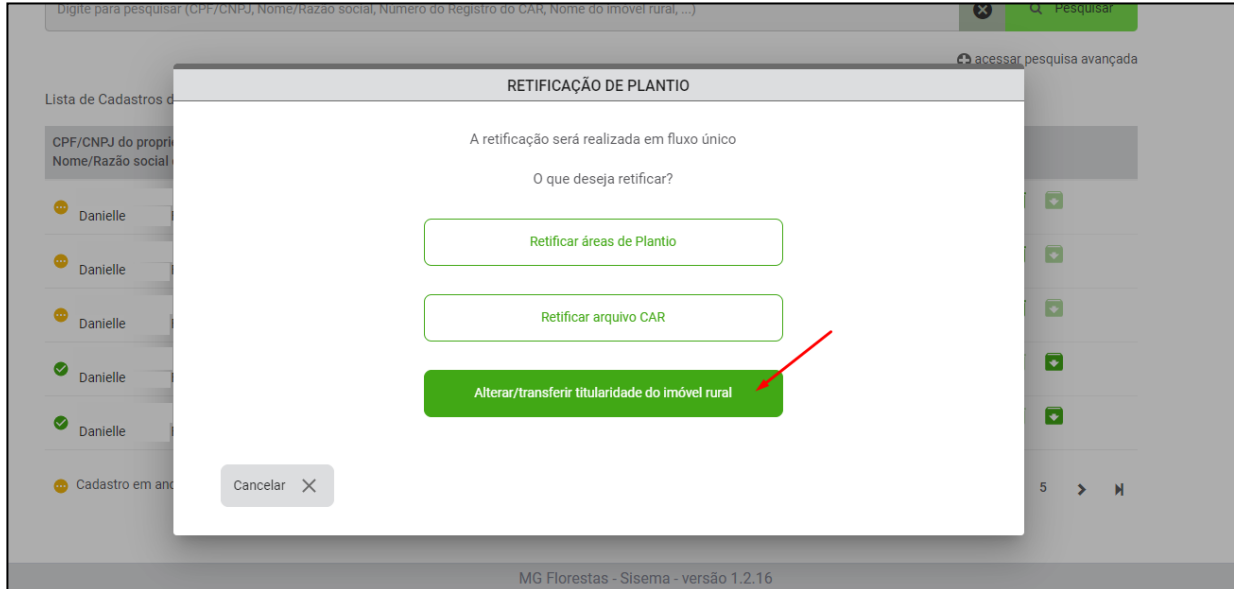 Digite para pesquisar (CPF/CNPJ, Nome/Razão social, Número do Registro do CAR, Nome do imóvel rural, ...)
Pesquisar
acessar pesquisa avançada
RETIFICAÇÃO DE PLANTIO
Lista de Cadastros d
CPF/CNPJ do propri
Nome/Razão social
A retificação será realizada em fluxo único
O que deseja retificar?
Danielle
Retificar áreas de Plantio
Danielle
Danielle
Retificar arquivo CAR
Danielle
Alterar/transferir titularidade do imóvel rural
Danielle
Cadastro em and
Cancelar
5
MG Florestas - Sisema - versão 1.2.16